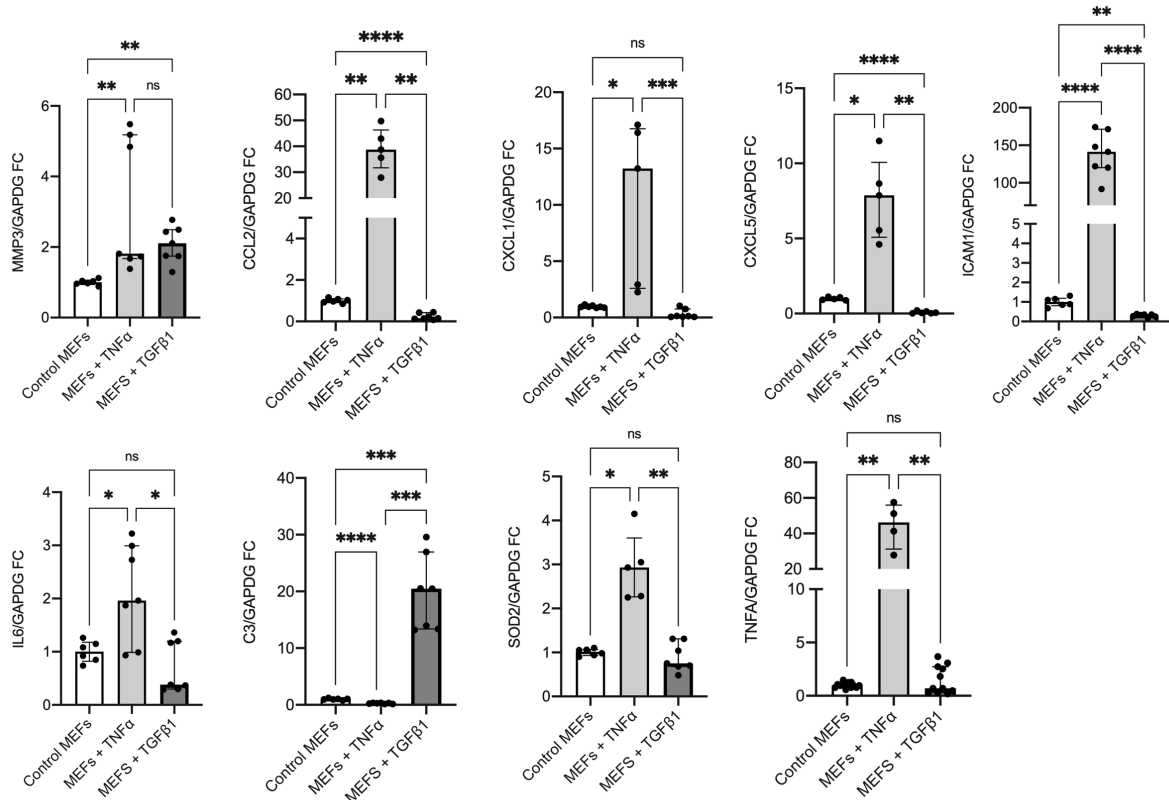 MMP3/GAPDG FC
**
** ns
6
4
2
0
Control MEFs
MEFs + TNFα
MEFS + TGFβ1
CCL2/GAPDG FC
****
** **
60
50
40
30
20
6
4
2
0
Control MEFs
MEFs + TNFα
MEFS + TGFβ1
CXCL1/GAPDG FC
ns
* ***
20
15
10
5
0
Control MEFs
MEFs + TNFα
MEFS + TGFβ1
CXCL5/GAPDG FC
****
* **
15
10
5
0
Control MEFs
MEFs + TNFα
MEFS + TGFβ1
ICAM1/GAPDG FC
**
**** ****
200
150
100
50
5
4
3
2
1
0
Control MEFs
MEFs + TNFα
MEFS + TGFβ1
IL6/GAPDG FC
ns
* *
4
3
2
1
0
Control MEFs
MEFs + TNFα
MEFS + TGFβ1
C3/GAPDG FC
***
***
****
40
30
20
10
0
Control MEFs
MEFs + TNFα
MEFS + TGFβ1
SOD2/GAPDG FC
ns
* **
5
4
3
2
1
0
Control MEFs
MEFs + TNFα
MEFS + TGFβ1
TNFA/GAPDG FC
ns
** **
80
60
40
20
10
5
0
Control MEFs
MEFs + TNFα
MEFS + TGFβ1